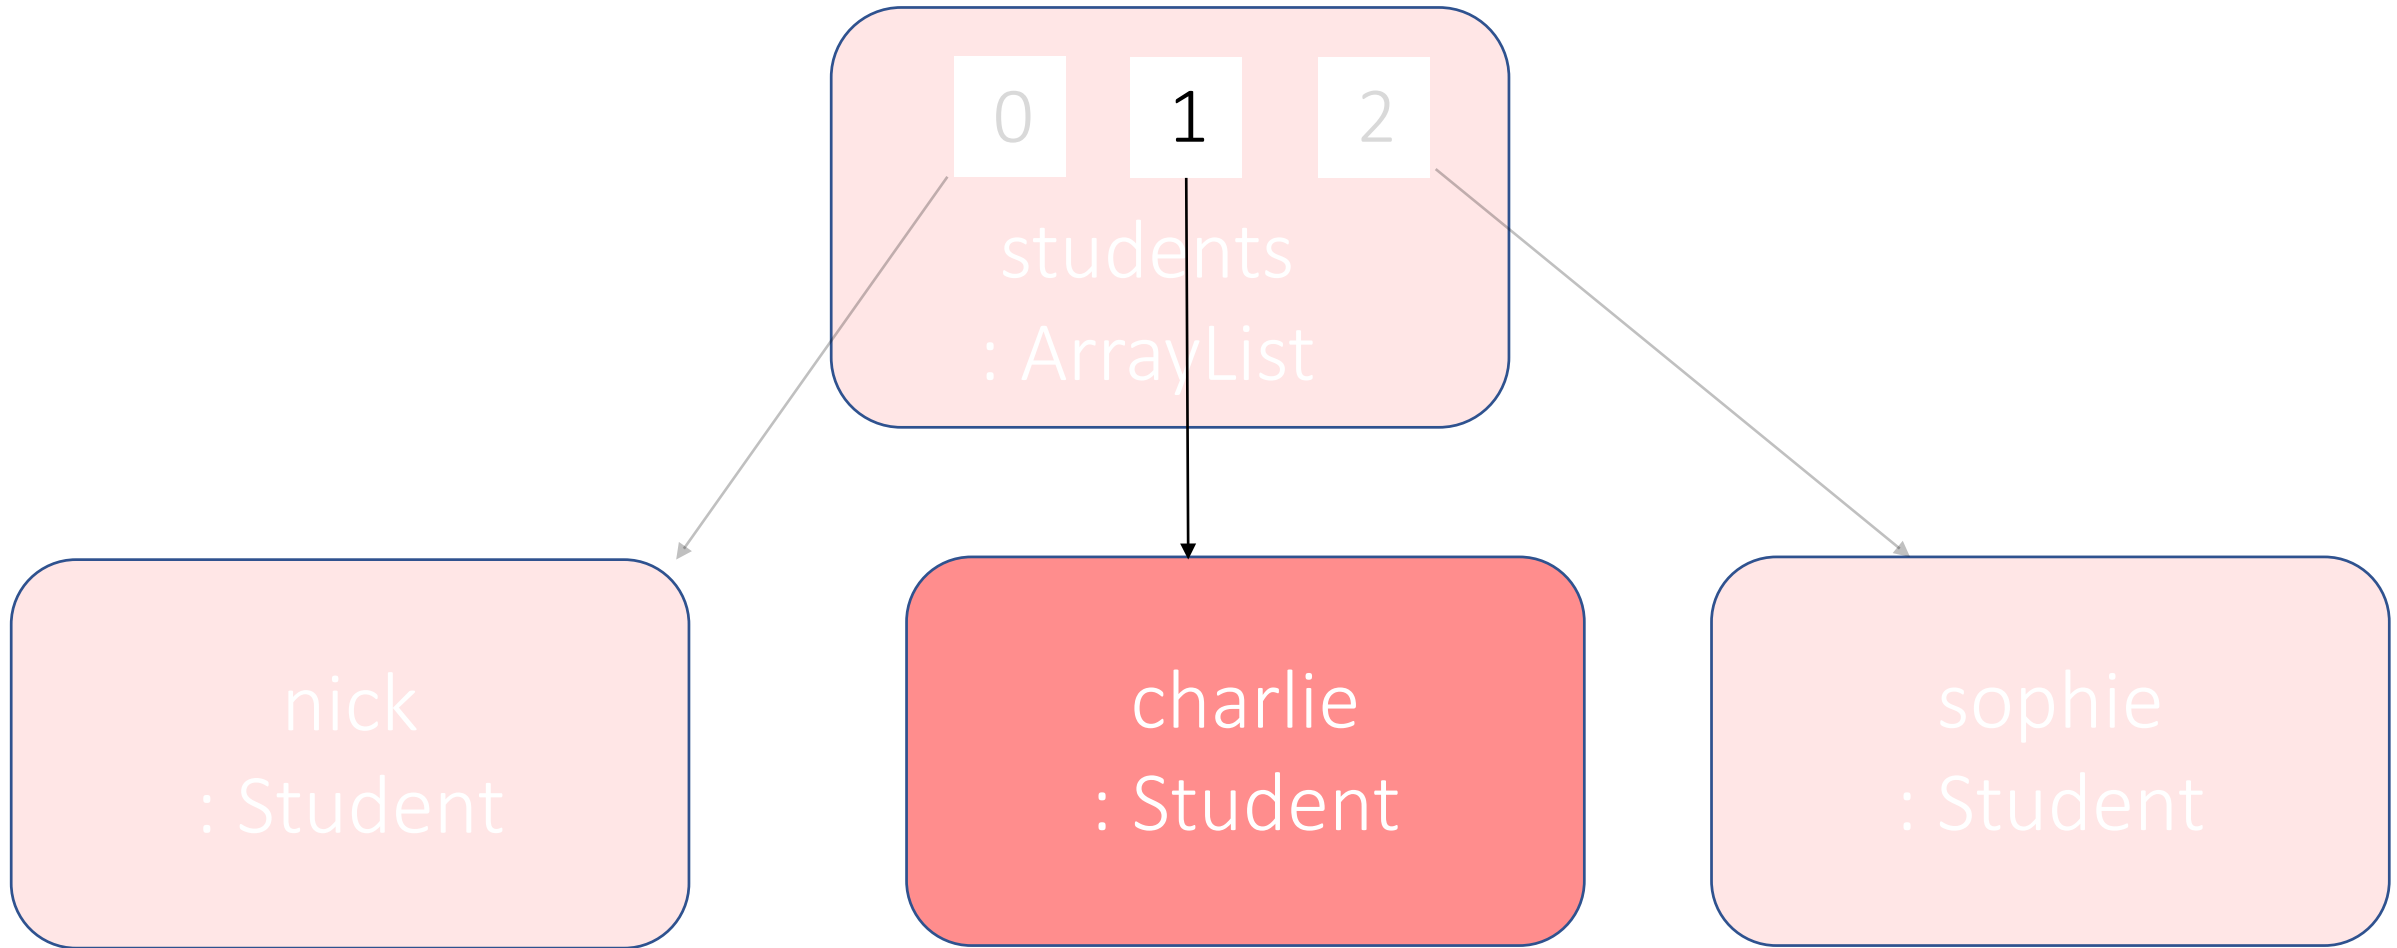 0 1 2
students
: ArrayList
nick
: Student
charlie
: Student
sophie
: Student